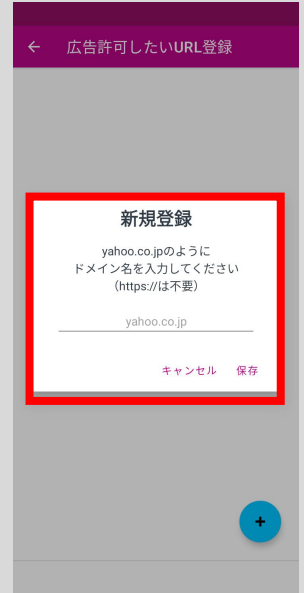 ← 広告許可したいURL登録
新規登録
yahoo.co.jpのように
ドメイン名を入力してください
（https://は不要）
yahoo.co.jp
キャンセル 保存
+